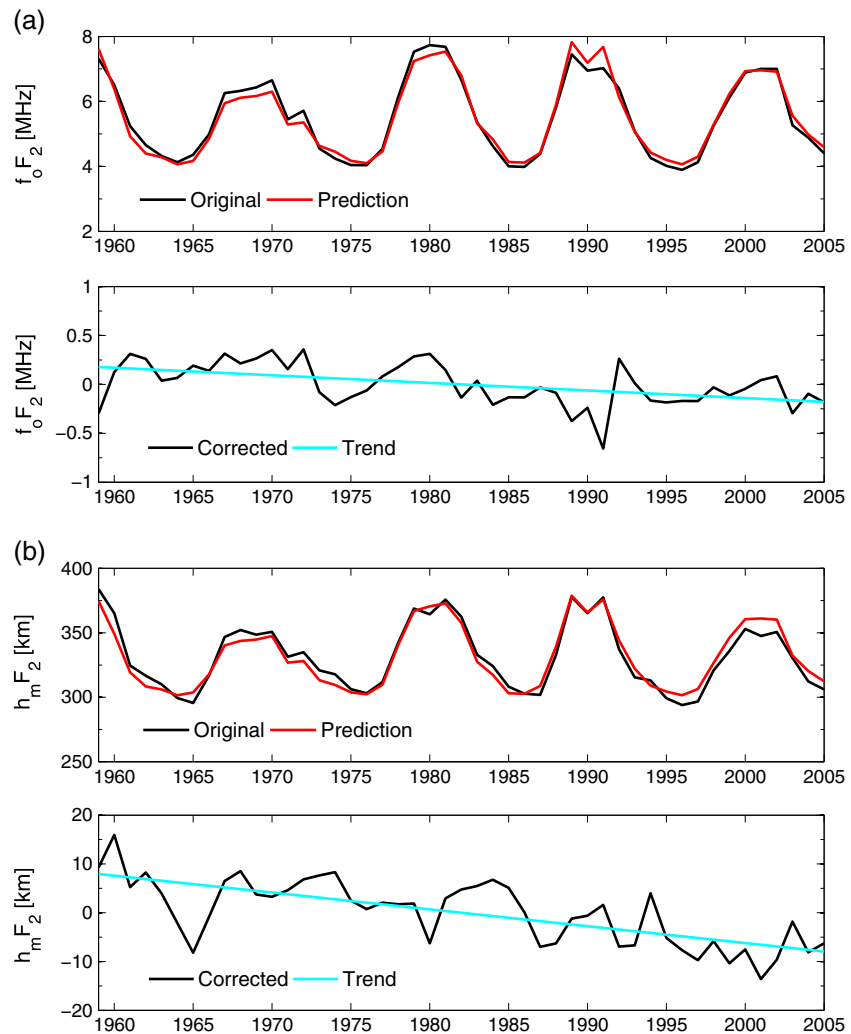 (a)
8
6
4
2
foF2 [MHz]
Original Prediction
1960 1965 1970 1975 1980 1985 1990 1995 2000 2005
1
0.5
0
−0.5
−1
foF2 [MHz]
Corrected Trend
1960 1965 1970 1975 1980 1985 1990 1995 2000 2005
(b)
400
350
300
250
hmF2 [km]
Original Prediction
1960 1965 1970 1975 1980 1985 1990 1995 2000 2005
20
10
0
−10
−20
hmF2 [km]
Corrected Trend
1960 1965 1970 1975 1980 1985 1990 1995 2000 2005